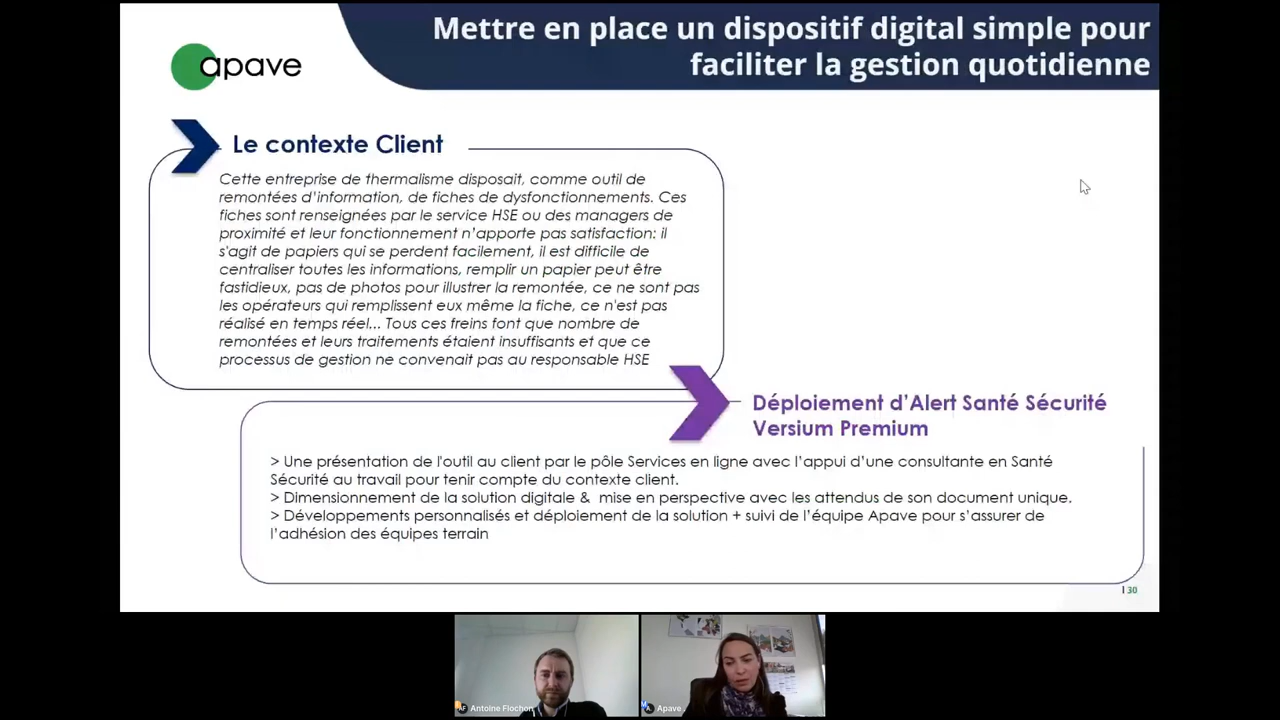 Mettre en place un dispositif digital simple pour
faciliter la gestion quotidienne
apave
Le contexte Client
Cette entreprise de thermalisme disposait, comme outil de
remontées d'information, de fiches de dysfonctionnements. Ces
fiches sont renseignées par le service HSE ou des managers de
proximité et leur fonctionnement n'apporte pas satisfaction: il
s'agit de papiers qui se perdent facilement, il est difficile de
centraliser toutes les informations, remplir un papier peut être
fastidieux, pas de photos pour illustrer la remontée, ce ne sont pas
les opérateurs qui remplissent eux même la fiche, ce n'est pas
réalisé en temps réel... Tous ces freins font que nombre de
remontées et leurs traitements étaient insuffisants et que ce
processus de gestion ne convenait pas au responsable HSE
Déploiement d'Alert Santé Sécurité
Versium Premium
> Une présentation de l'outil au client par le pôle Services en ligne avec l'appui d'une consultante en Santé
Sécurité au travail pour tenir compte du contexte client.
> Dimensionnement de la solution digitale & mise en perspective avec les attendus de son document unique.
> Développements personnalisés et déploiement de la solution + suivi de l'équipe Apave pour s'assurer de
l'adhésion des équipes terrain
30
AF Antoine Flochon
Apave